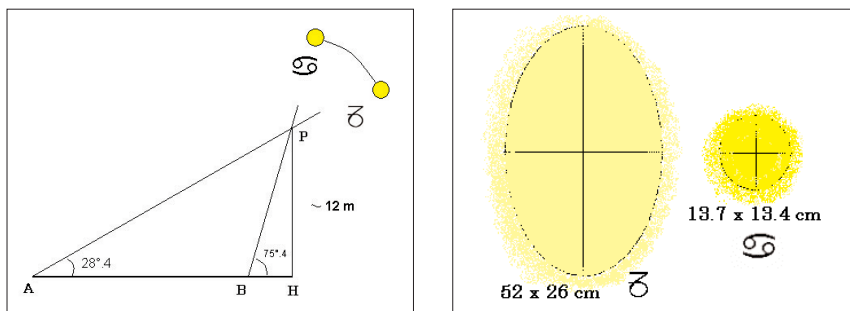 ♋
♑
P
~ 12 m
28°.4
75°.4
A
B
H
13.7 x 13.4 cm
♋
52 x 26 cm
♑